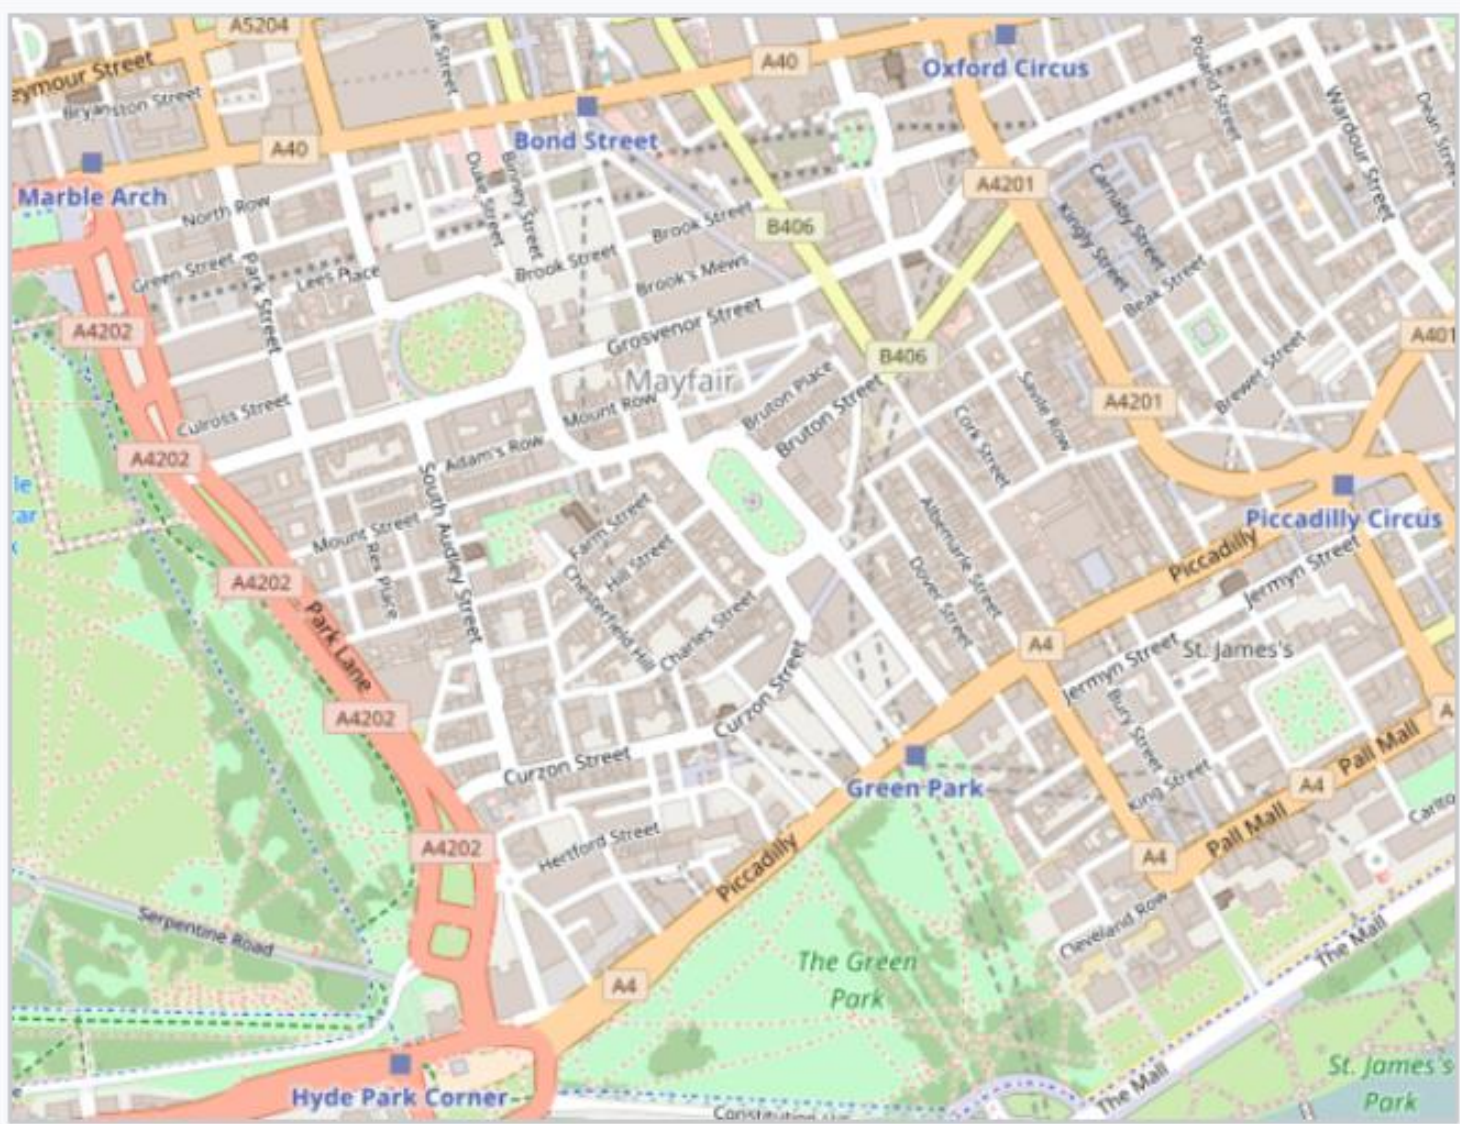 A5204
Oxford Circus
A40
Seymour Street
Bryanston Street
Bond Street
A40
Marble Arch
Poland Street
Wardour Street
Dean Street
Duke Street
Binney Street
A4201
North Row
Brook Street
B406
Carnaby Street
Kingly Street
Green Street
Park Street
Lees Place
Brook Street
Brook's Mews
Beak Street
A4202
Grosvenor Street
A401
B406
Mayfair
Brewer Street
Savile Row
Bruton Place
Bruton Street
A4201
Culross Street
Mount Row
Cork Street
A4202
Adam's Row
South Audley Street
Piccadilly Circus
Mount Street
Farm Street
Albemarle Street
Hill Street
Rex Place
Piccadilly
Jermyn Street
A4202
Dover Street
Chesterfield Hill
Charles Street
Park Lane
A4
Jermyn Street
St. James's
Curzon Street
A4202
Bury Street
Pall Mall
Curzon Street
Green Park
King Street
A4
Hertford Street
Pall Mall
A4202
A4
Piccadilly
Serpentine Road
Cleveland Row
The Mall
The Green
Park
A4
Hyde Park Corner
The Mall
St. James's
Park